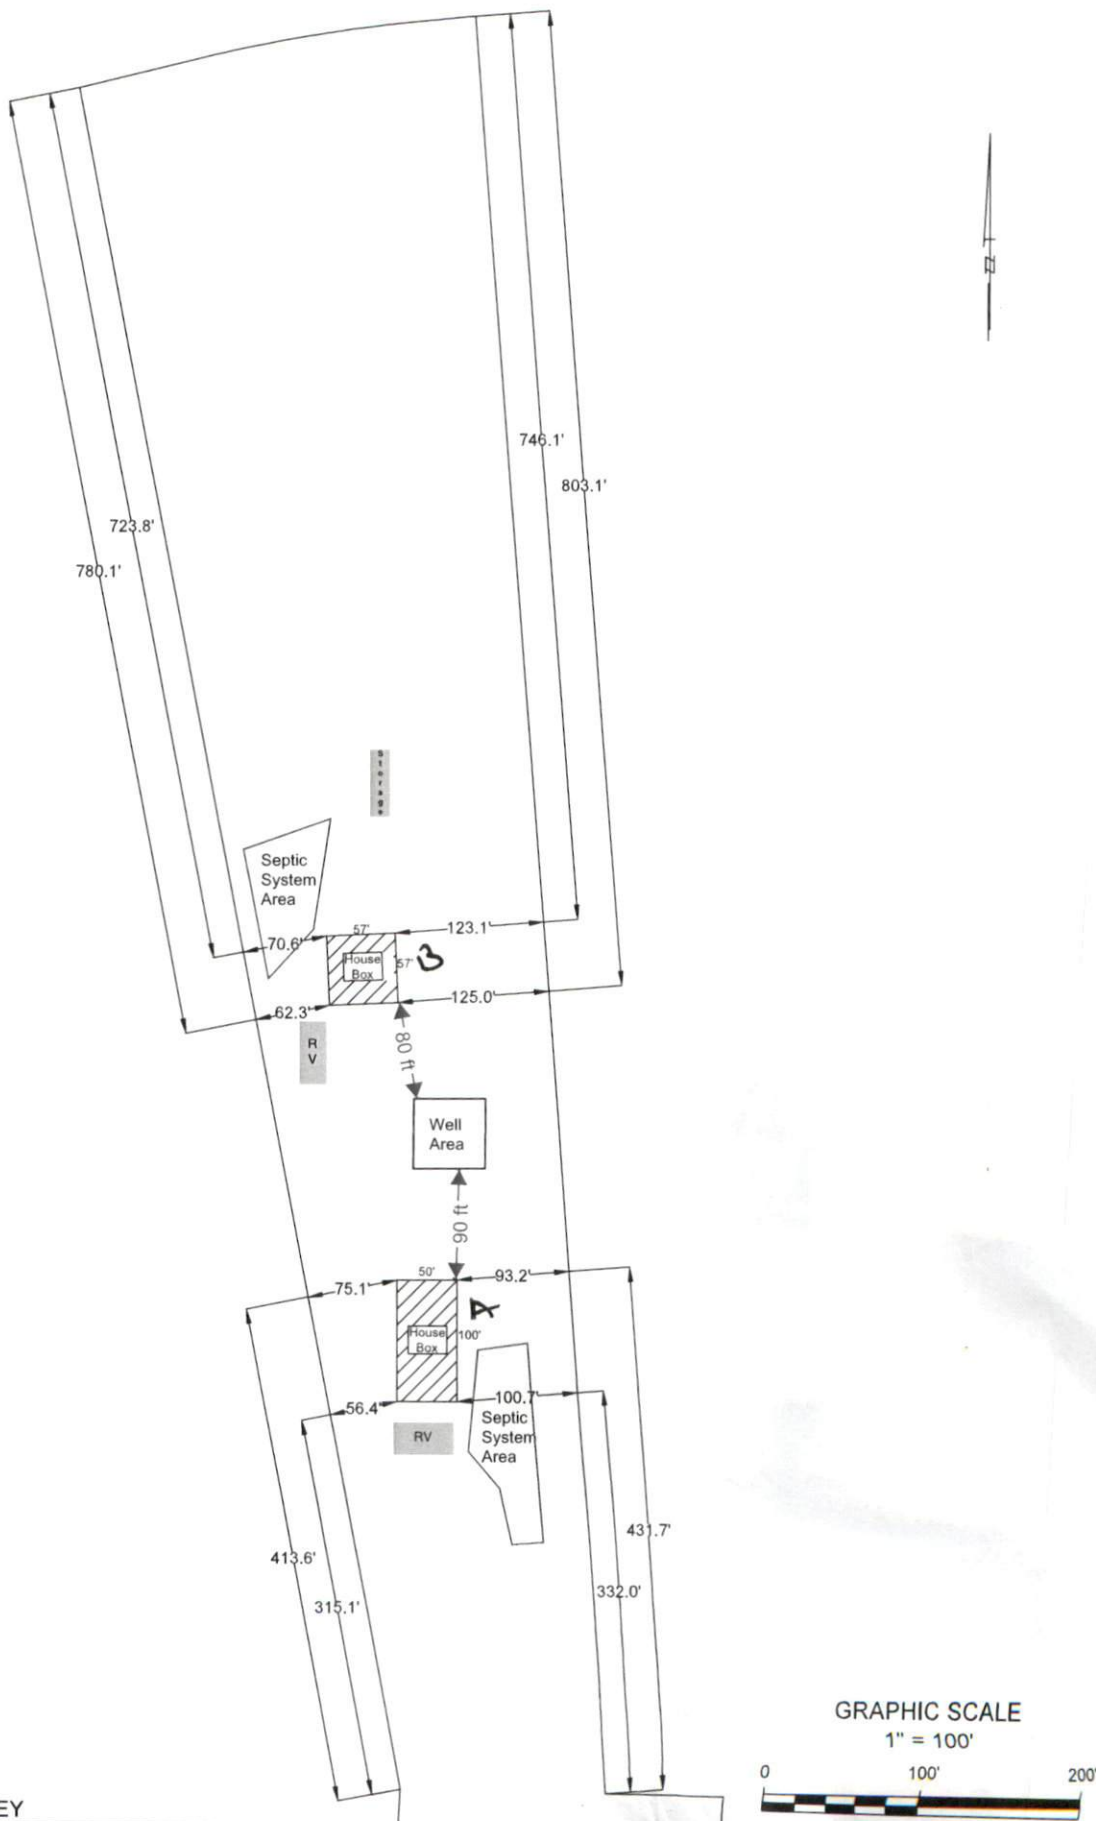 746.1'
803.1'
723.8'
780.1'
Storage
Septic
System
Area
57'
123.1'
70.6'
House
Box
57'
B
125.0'
62.3'
RV
80 ft
Well
Area
90 ft
50'
93.2'
75.1'
A
House
Box
100'
100.7'
56.4'
RV
Septic
System
Area
431.7'
413.6'
332.0'
315.1'
GRAPHIC SCALE
1" = 100'
0 100' 200'
EY
N